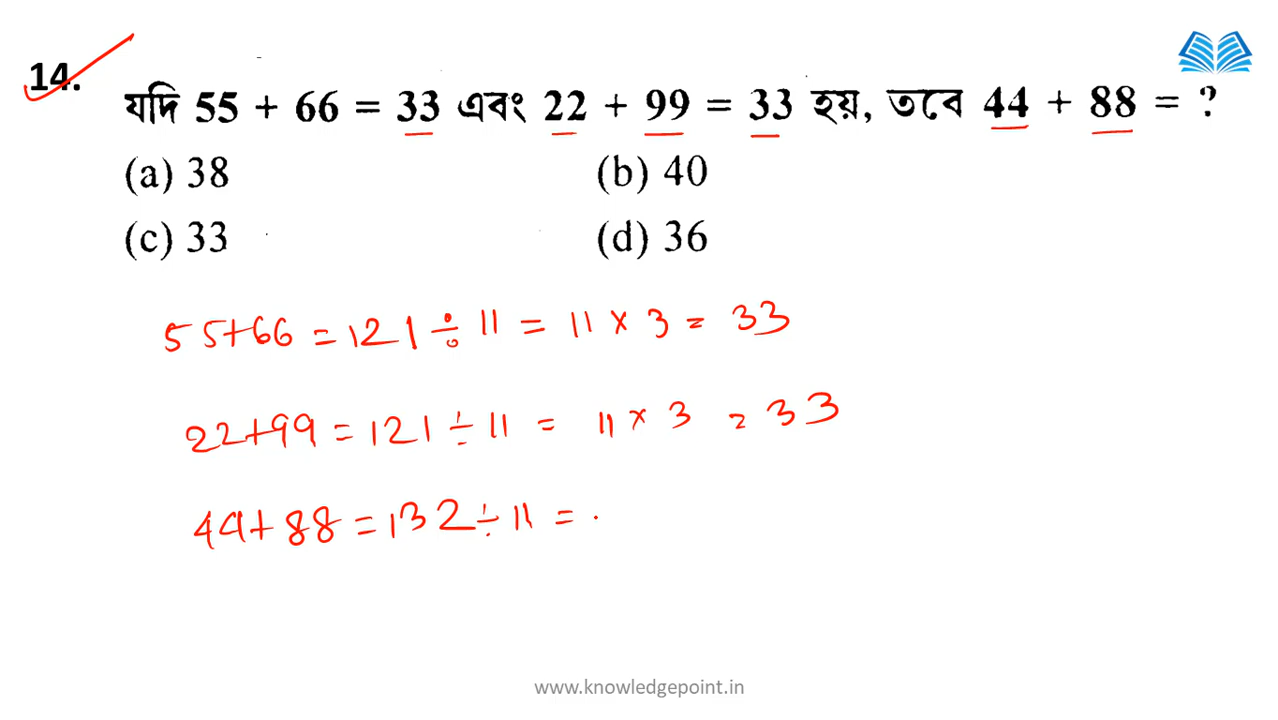 14.
যদি 55 + 66 = 33 এবং 22 + 99 = 33 হয়, তবে 44 + 88 = ?
(a) 38 (b) 40
(c) 33 (d) 36
55+66 = 121 ÷ 11 = 11 × 3 = 33
22+99 = 121 ÷ 11 = 11 × 3 = 33
44+88 = 132 ÷ 11 =
www.knowledgepoint.in